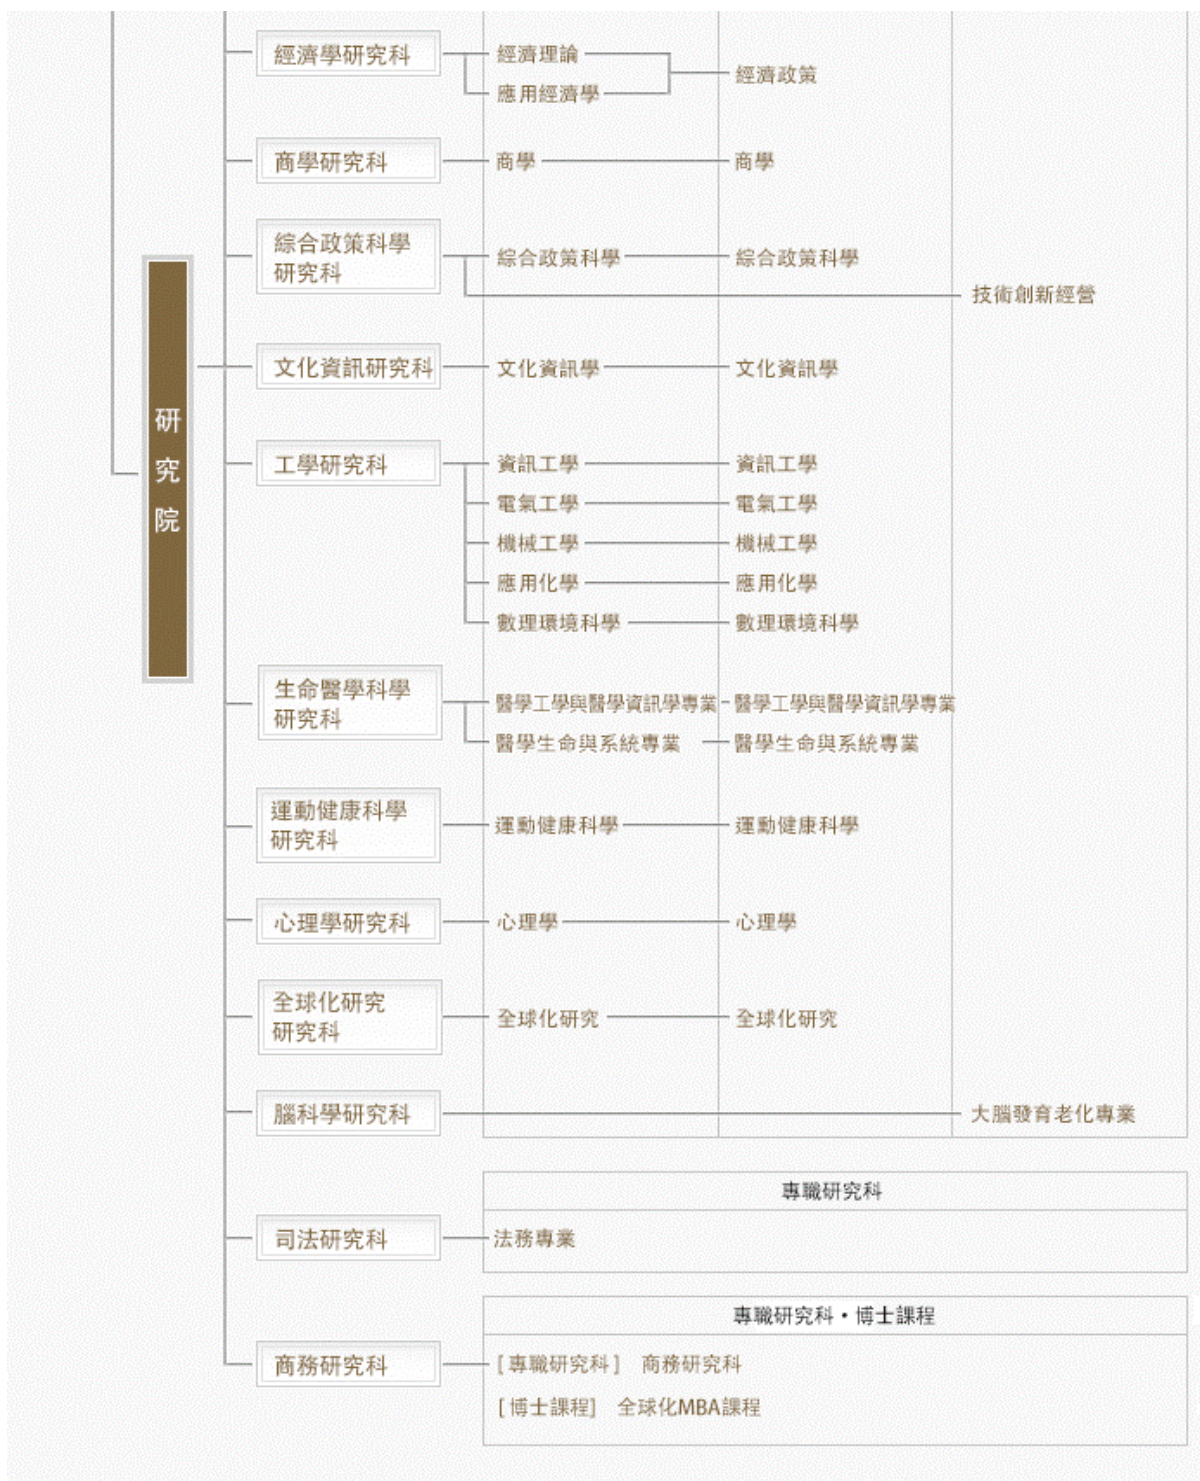 經濟學研究科
經濟理論
應用經濟學
經濟政策
商學研究科
商學
商學
綜合政策科學
研究科
綜合政策科學
綜合政策科學
技術創新經營
文化資訊研究科
文化資訊學
文化資訊學
研究院
工學研究科
資訊工學
資訊工學
電氣工學
電氣工學
機械工學
機械工學
應用化學
應用化學
數理環境科學
數理環境科學
生命醫學科學
研究科
醫學工學與醫學資訊學專業
醫學工學與醫學資訊學專業
醫學生命與系統專業
醫學生命與系統專業
運動健康科學
研究科
運動健康科學
運動健康科學
心理學研究科
心理學
心理學
全球化研究
研究科
全球化研究
全球化研究
腦科學研究科
大腦發育老化專業
專職研究科
司法研究科
法務專業
專職研究科・博士課程
商務研究科
[ 專職研究科 ] 商務研究科
[ 博士課程] 全球化MBA課程